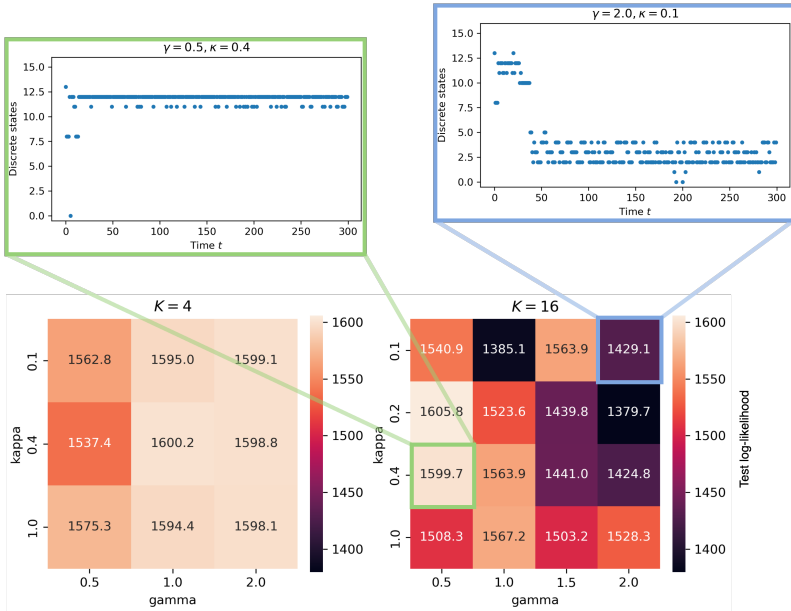 γ = 0.5, κ = 0.4
15.0
12.5
10.0
7.5
5.0
2.5
0.0
Discrete states
0 50 100 150 200 250 300
Time t
γ = 2.0, κ = 0.1
15.0
12.5
10.0
7.5
5.0
2.5
0.0
Discrete states
0 50 100 150 200 250 300
Time t
K = 4
kappa
0.1 1562.8 1595.0 1599.1
0.4 1537.4 1600.2 1598.8
1.0 1575.3 1594.4 1598.1
0.5 1.0 2.0
gamma
1600
1550
1500
1450
1400
K = 16
kappa
0.1 1540.9 1385.1 1563.9 1429.1
0.2 1605.8 1523.6 1439.8 1379.7
0.4 1599.7 1563.9 1441.0 1424.8
1.0 1508.3 1567.2 1503.2 1528.3
0.5 1.0 1.5 2.0
gamma
1600
1550
1500
1450
1400
Test log-likelihood